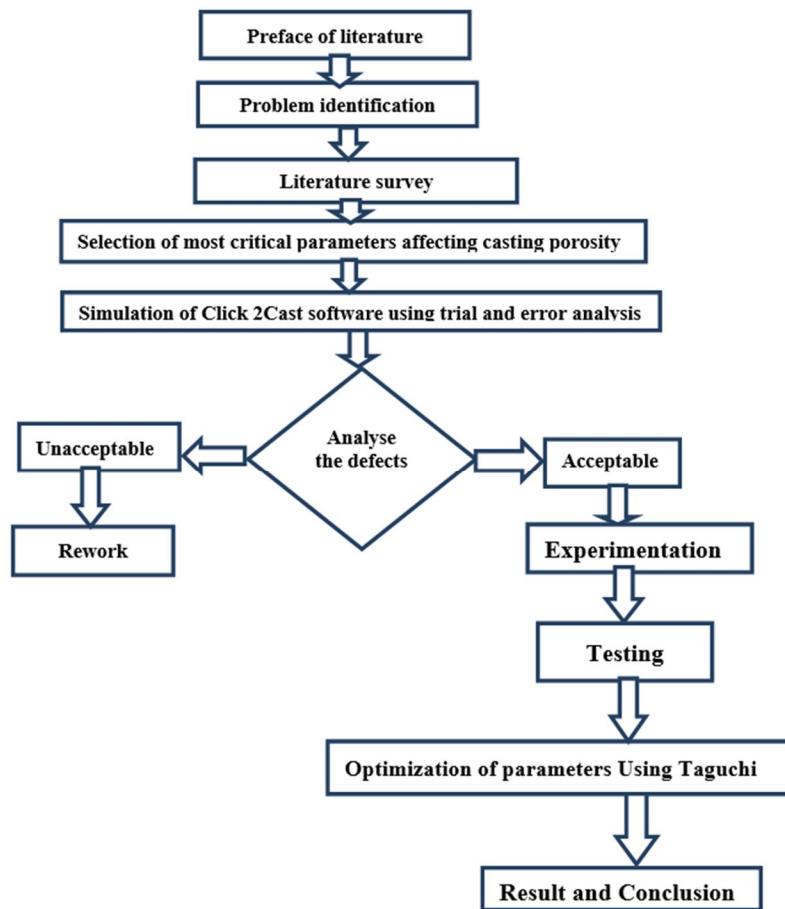 Preface of literature
Problem identification
Literature survey
Selection of most critical parameters affecting casting porosity
Simulation of Click 2Cast software using trial and error analysis
Analyse
the defects
Unacceptable
Acceptable
Rework
Experimentation
Testing
Optimization of parameters Using Taguchi
Result and Conclusion